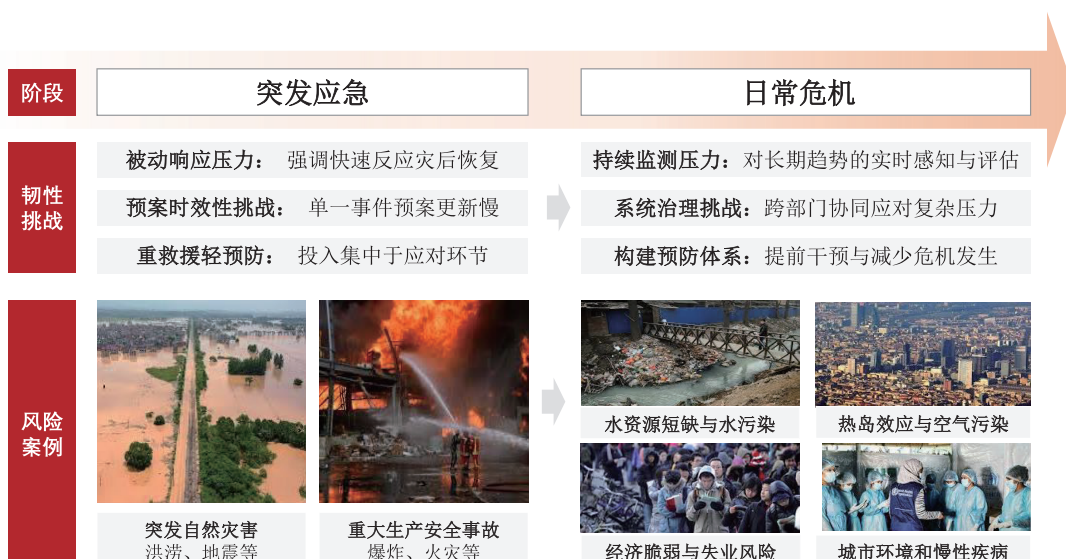 阶段
突发应急
日常危机
韧性
挑战
被动响应压力： 强调快速反应灾后恢复
预案时效性挑战： 单一事件预案更新慢
重救援轻预防： 投入集中于应对环节
持续监测压力：对长期趋势的实时感知与评估
系统治理挑战：跨部门协同应对复杂压力
构建预防体系：提前干预与减少危机发生
风险
案例
突发自然灾害
洪涝、地震等
重大生产安全事故
爆炸、火灾等
水资源短缺与水污染
热岛效应与空气污染
经济脆弱与失业风险
城市环境和慢性疾病